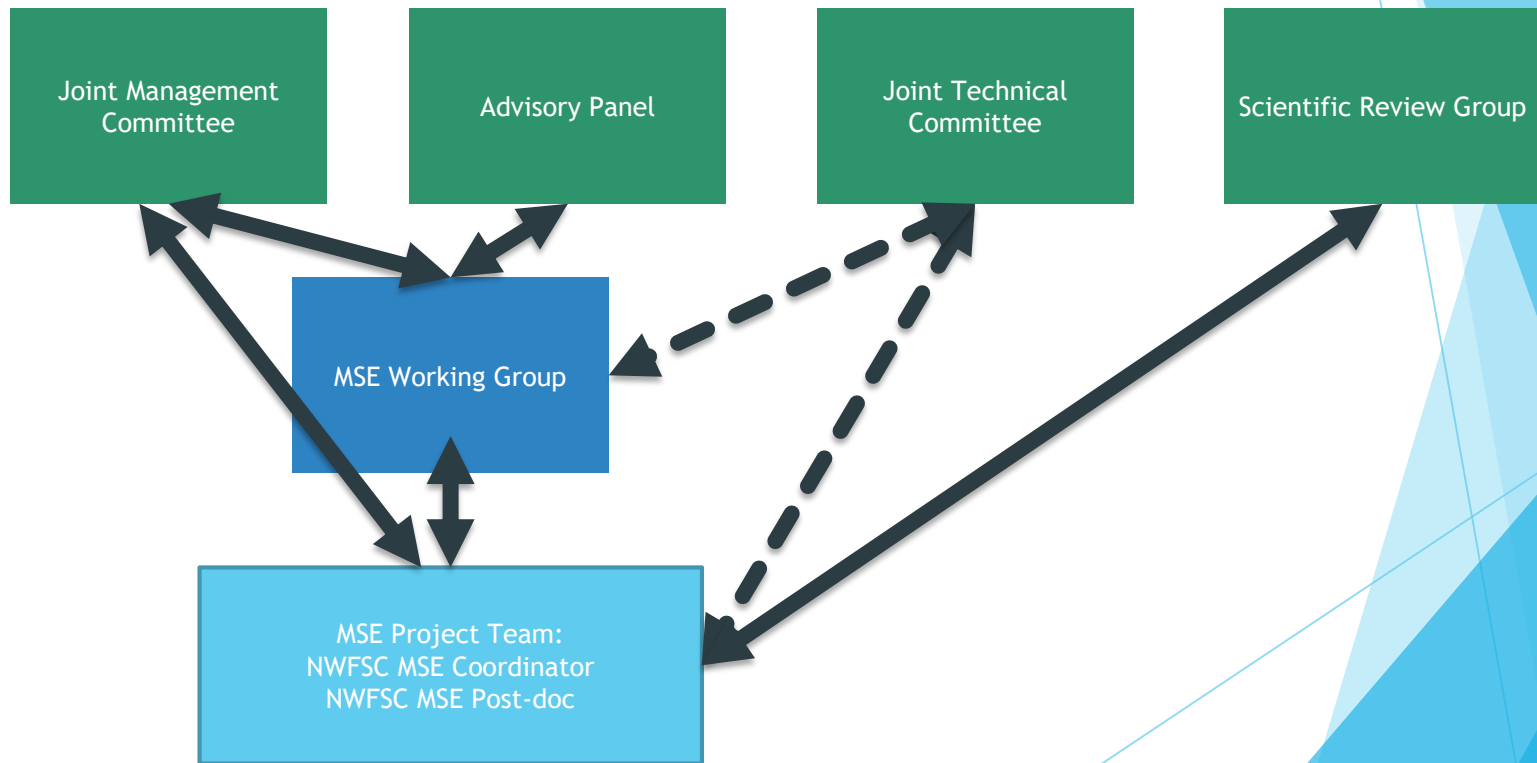 Joint Management
Committee
Advisory Panel
Joint Technical
Committee
Scientific Review Group
MSE Working Group
MSE Project Team:
NWFSC MSE Coordinator
NWFSC MSE Post-doc